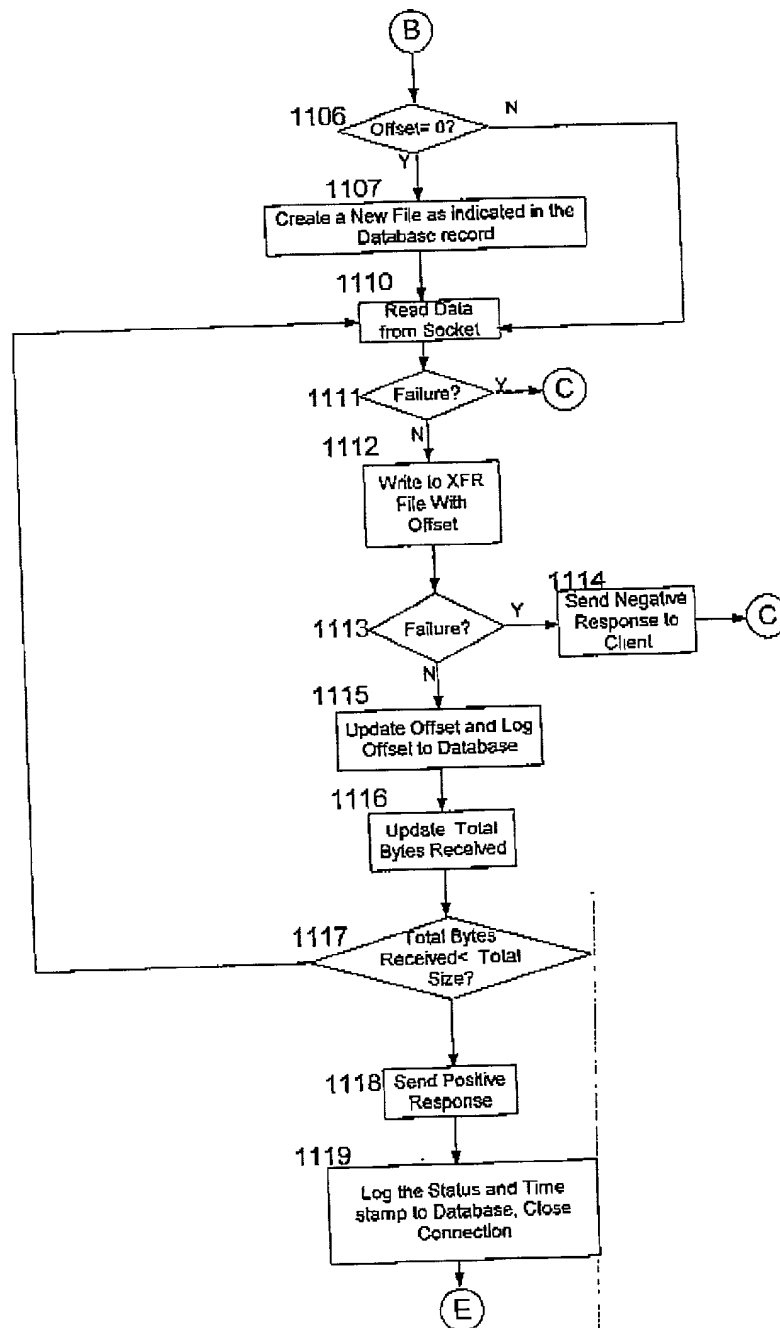 B
1106
Offset= 0?
N
Y
1107
Create a New File as indicated in the
Database record
1110
Read Data
from Socket
1111
Failure?
Y
C
N
1112
Write to XFR
File With
Offset
1113
Failure?
Y
1114
Send Negative
Response to
Client
C
N
1115
Update Offset and Log
Offset to Database
1116
Update Total
Bytes Received
1117
Total Bytes
Received< Total
Size?
1118
Send Positive
Response
1119
Log the Status and Time
stamp to Database, Close
Connection
E